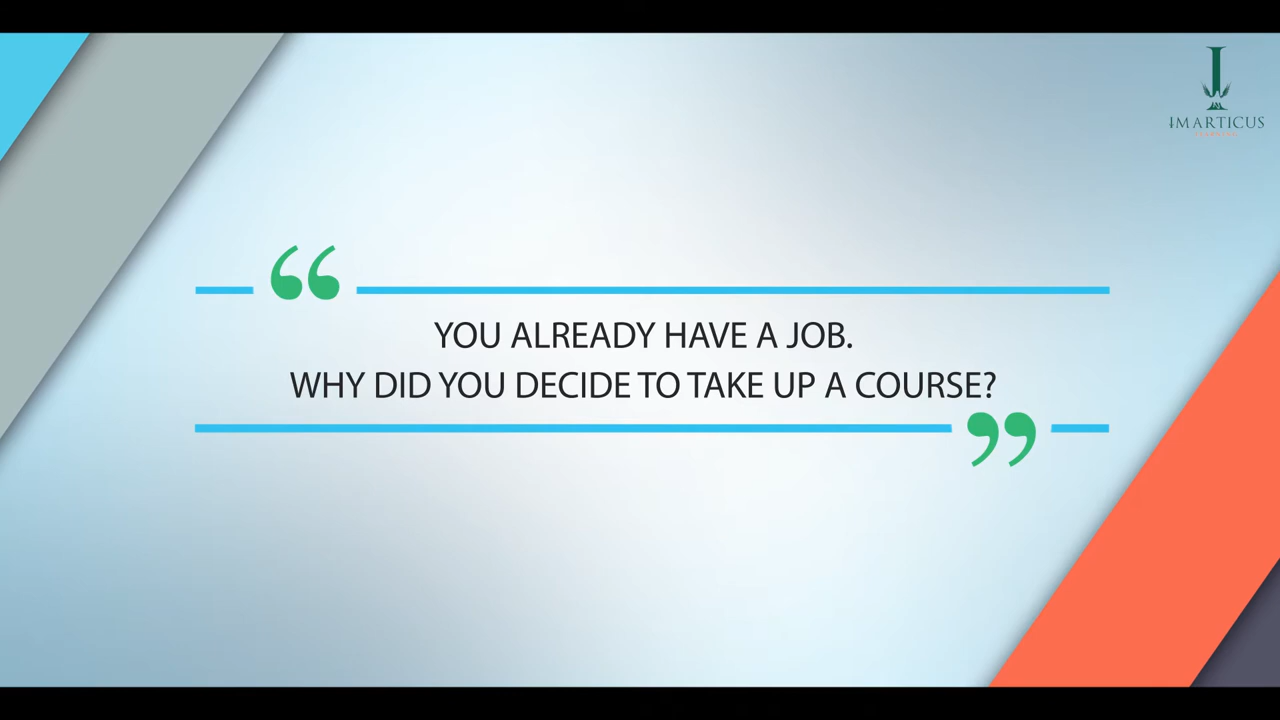 IMARTICUS
“
YOU ALREADY HAVE A JOB.
WHY DID YOU DECIDE TO TAKE UP A COURSE?
”